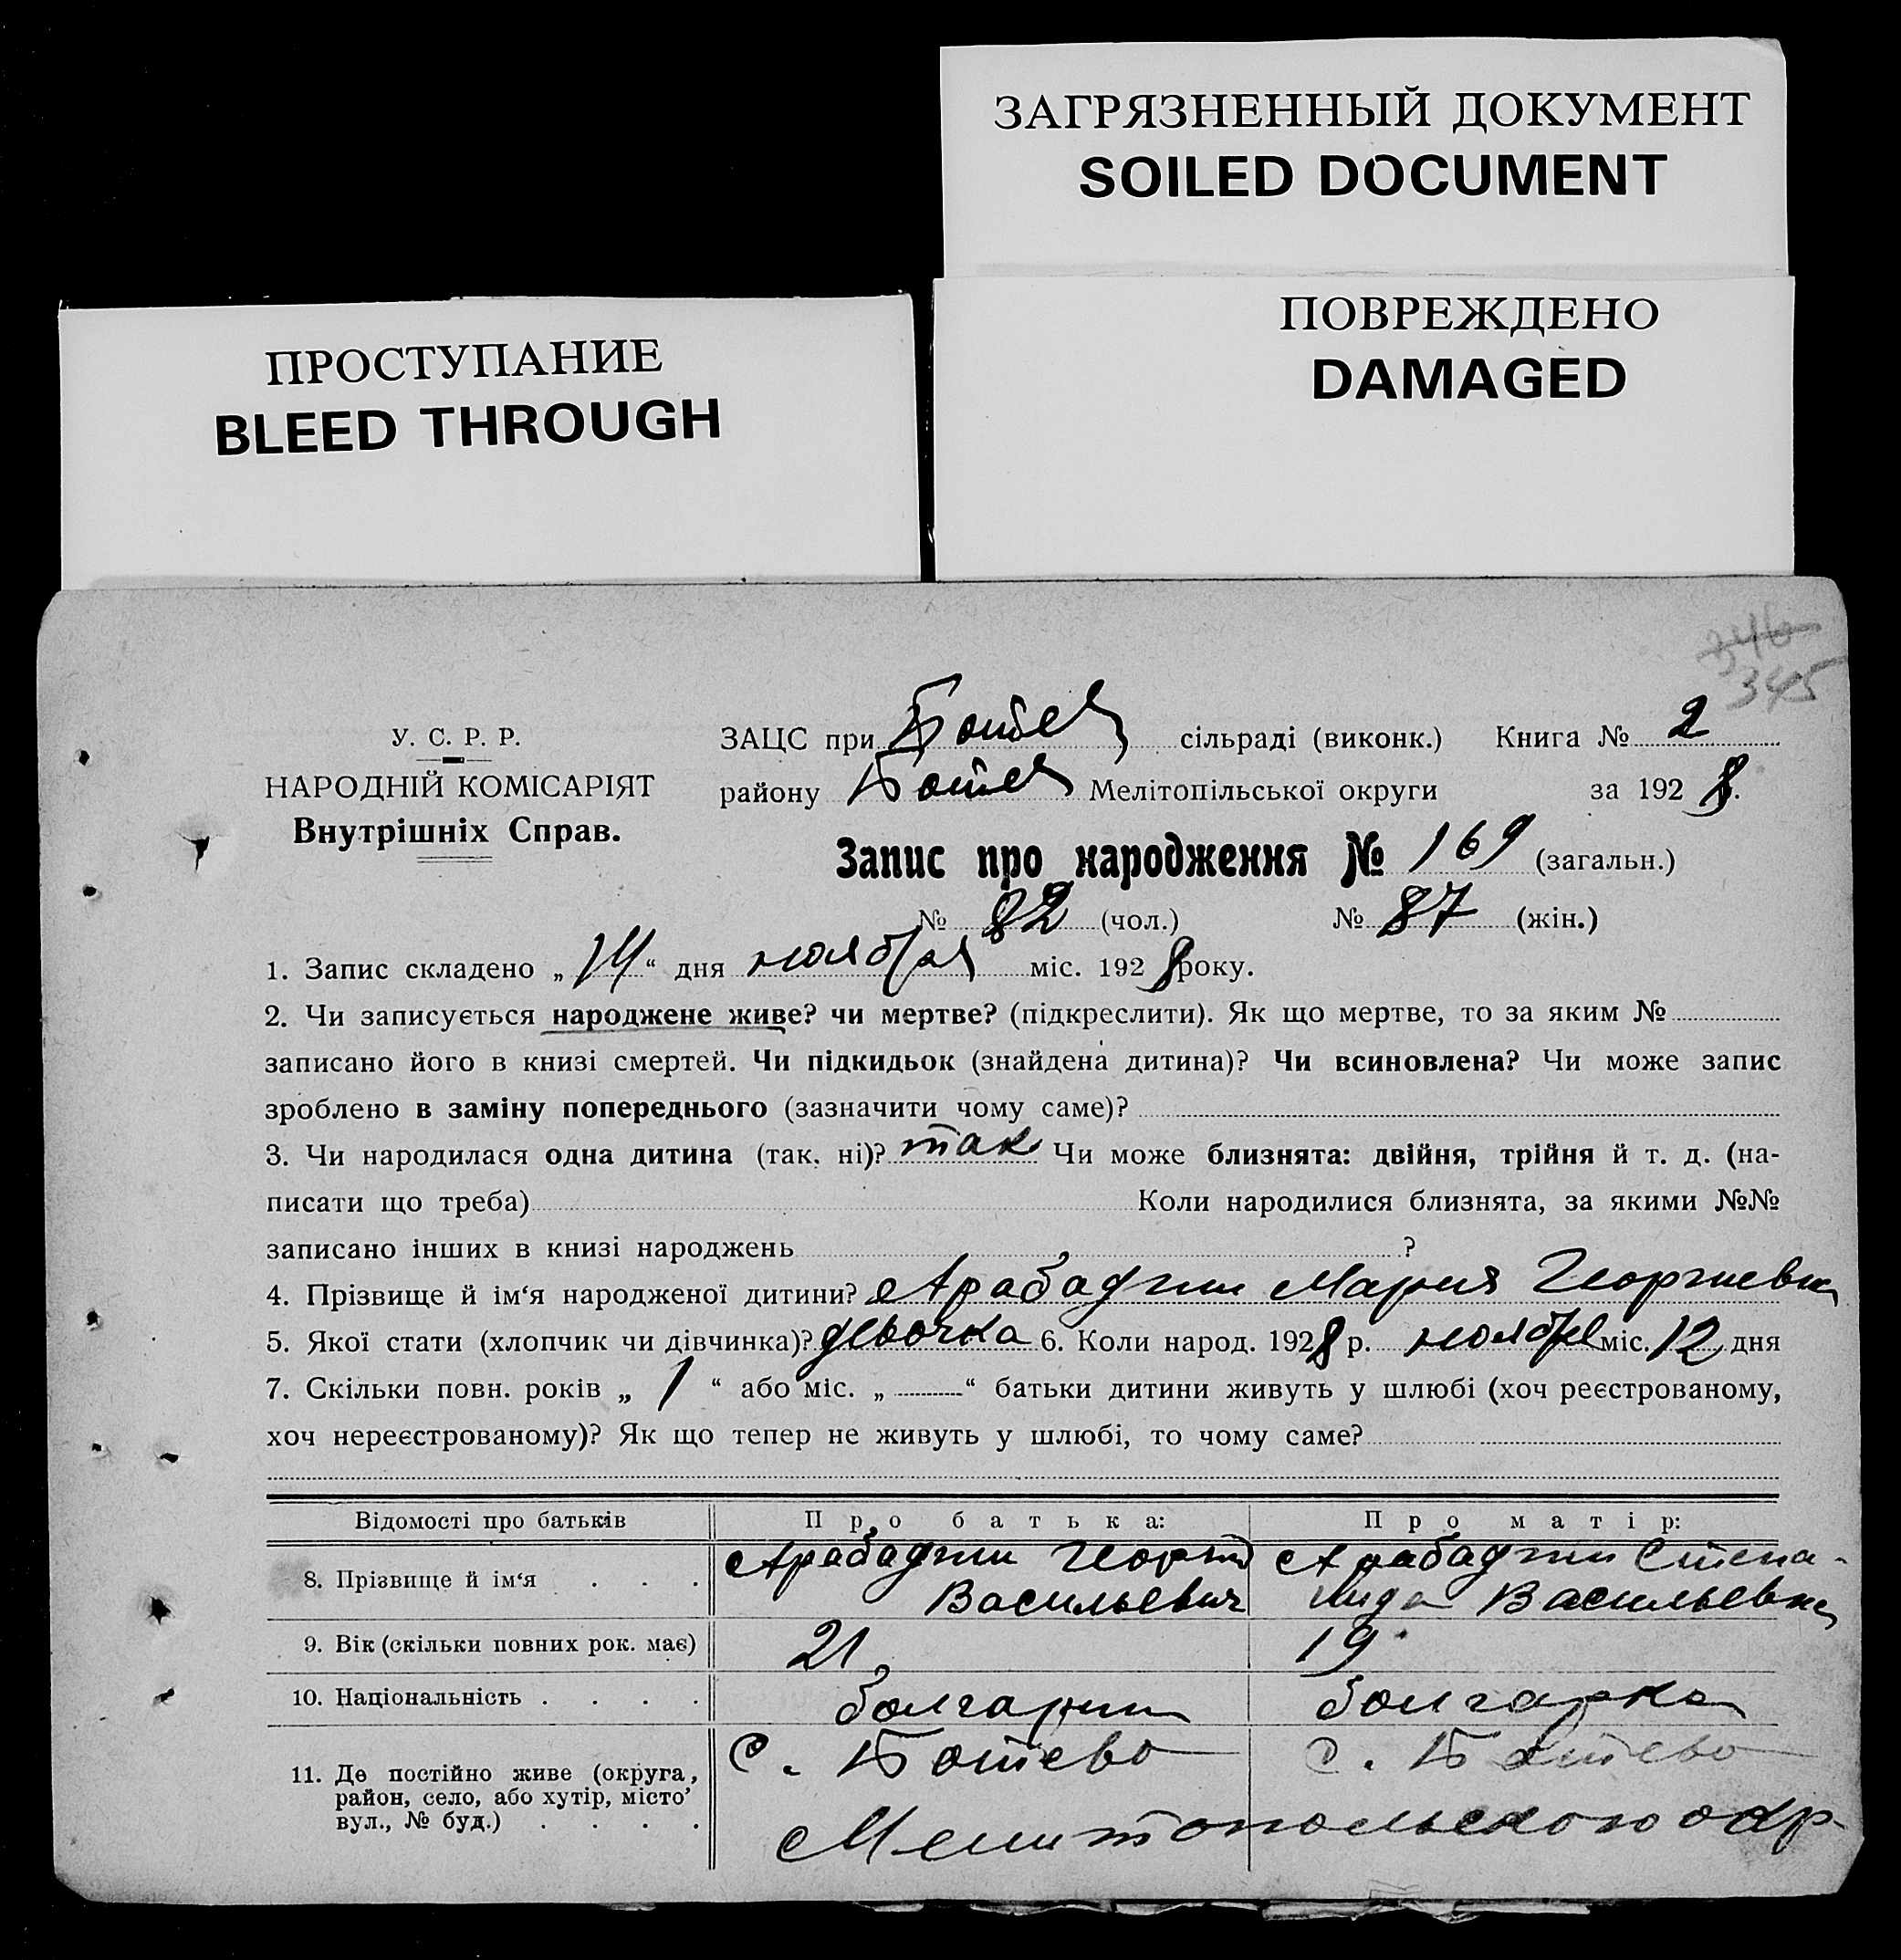 ЗАГРЯЗНЕННЫЙ ДОКУМЕНТ
SOILED DOCUMENT
ПОВРЕЖДЕНО
DAMAGED
ПРОСТУПАНИЕ
BLEED THROUGH
346
345
У. С. Р. Р.
НАРОДНІЙ КОМІСАРІЯТ
Внутрішніх Справ.
ЗАЦС при Ботев сільраді (виконк.) Книга № 2
району Ботев Мелітопільської округи за 1928.
Запис про народження № 169 (загальн.)
№ 82 (чол.) № 87 (жін.)
1. Запис складено „14“ дня ноября міс. 1928 року.
2. Чи записується народжене живе? чи мертве? (підкреслити). Як що мертве, то за яким №
записано його в книзі смертей. Чи підкидьок (знайдена дитина)? Чи всиновлена? Чи може запис
зроблено в заміну попереднього (зазначити чому саме)?
3. Чи народилася одна дитина (так, ні)? так Чи може близнята: двійня, трійня й т. д. (на-
писати що треба) Коли народилися близнята, за якими №№
записано інших в книзі народжень ?
4. Прізвище й ім‘я народженої дитини? Арабаджи Мария Георгиевна
5. Якої стати (хлопчик чи дівчинка)? девочка 6. Коли народ. 1928 р. ноября міс. 12 дня
7. Скільки повн. років „ 1 “ або міс. „ “ батьки дитини живуть у шлюбі (хоч реєстрованому,
хоч нереєстрованому)? Як що тепер не живуть у шлюбі, то чому саме?
Відомості про батьків Про батька: Про матір:
8. Прізвище й ім‘я . . . Арабаджи Георгий Арабаджи Степа-
Васильевич нида Васильевна
9. Вік (скільки повних рок. має) 21 19
10. Національність . . . . болгарин болгарка
11. Де постійно живе (округа, район, село, або хутір, місто’ вул., № буд.) . . . . с. Ботево с. Ботево
Мелитопольского окр.